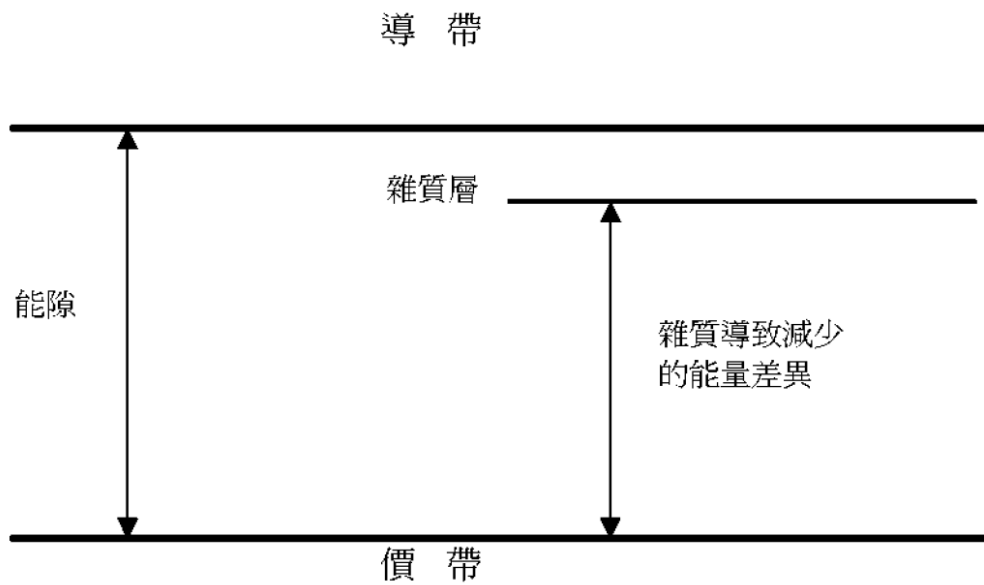 導 帶
雜質層
能隙
雜質導致減少
的能量差異
價 帶